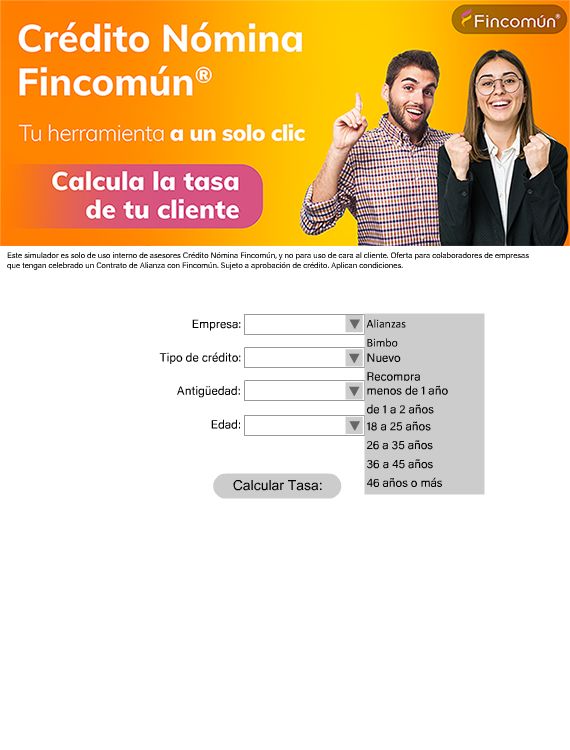 Crédito Nómina
Fincomún®
Fincomún®
Tu herramienta a un solo clic
Calcula la tasa
de tu cliente
Este simulador es solo de uso interno de asesores Crédito Nómina Fincomún, y no para uso de cara al cliente. Oferta para colaboradores de empresas
que tengan celebrado un Contrato de Alianza con Fincomún. Sujeto a aprobación de crédito. Aplican condiciones.
Empresa:
Alianzas
Bimbo
Tipo de crédito:
Nuevo
Recompra
Antigüedad:
menos de 1 año
de 1 a 2 años
Edad:
18 a 25 años
26 a 35 años
36 a 45 años
46 años o más
Calcular Tasa: